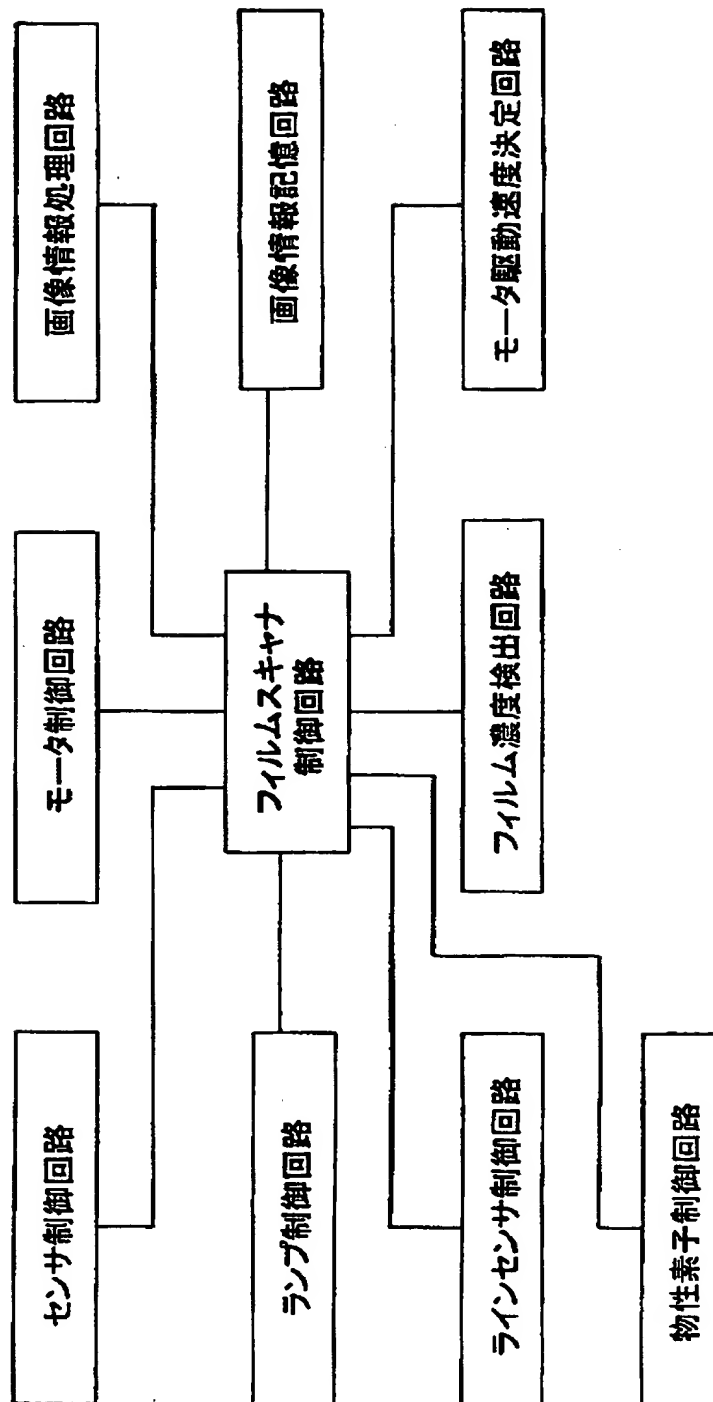 センサ制御回路
モータ制御回路
画像情報処理回路
ランプ制御回路
フィルムスキャナ
制御回路
画像情報記憶回路
ラインセンサ制御回路
フィルム濃度検出回路
モータ駆動速度決定回路
物性素子制御回路